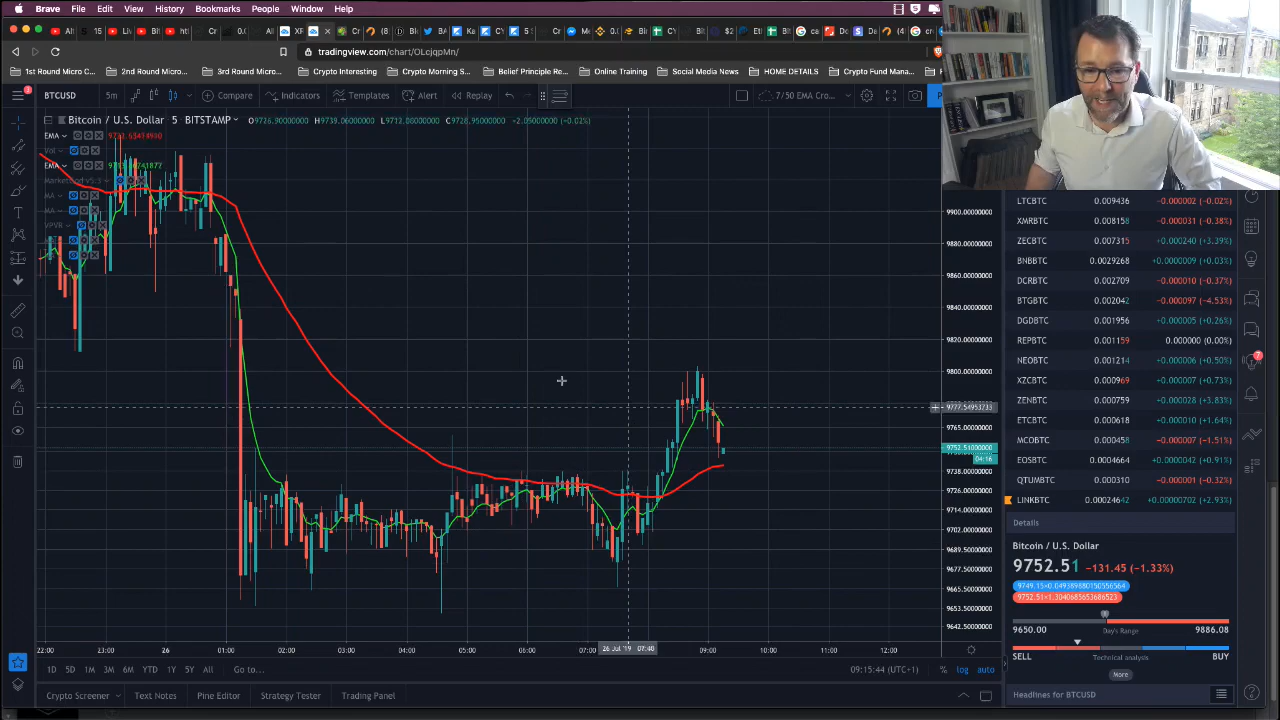 Brave File Edit View History Bookmarks Window Help
tradingview.com/chart/OLcjqpMn/
1st Round Micro C... 2nd Round Micro... 3rd Round Micro... Crypto Interesting Crypto Morning S... Belief Principle Re... Online Training Social Media News HOME DETAILS Crypto Fund Mana...
BTCUSD 5m Compare Indicators Templates Alert Replay 7/50 EMA Cro...
Bitcoin / U.S. Dollar 5 BITSTAMP O9726.90000000 H9739.06000000 L9712.06000000 C9728.95000000 -2.05000000 (-0.02%)
EMA
Vol
EMA
MA
MA
VPVR
9900.00000000
9880.00000000
9860.00000000
9840.00000000
9820.00000000
9800.00000000
9777.54953733
9765.00000000
9752.51000000
04:16
9738.00000000
9726.00000000
9714.00000000
9702.00000000
9689.50000000
9677.50000000
9665.50000000
9653.50000000
9642.50000000
22:00 23:00 26 01:00 02:00 03:00 04:00 05:00 06:00 07:00 26 Jul '19 07:40 09:00 10:00 11:00 12:00
1D 5D 1M 3M 6M YTD 1Y 5Y All Go to... 09:15:44 (UTC+1) % log auto
Crypto Screener Text Notes Pine Editor Strategy Tester Trading Panel
LTCBTC 0.009436 -0.000002 (-0.02%)
XMRBTC 0.008158 -0.000031 (-0.38%)
ZECBTC 0.007315 +0.000240 (+3.39%)
BNBBTC 0.0029268 +0.0000009 (+0.03%)
DCRBTC 0.002709 -0.000010 (-0.37%)
BTGBTC 0.002042 -0.000097 (-4.53%)
DGDBTC 0.001956 +0.000005 (+0.26%)
REPBTC 0.001159 0.000000 (0.00%)
NEOBTC 0.001214 +0.000006 (+0.50%)
XZCBTC 0.000969 +0.000007 (+0.73%)
ZENBTC 0.000759 +0.000028 (+3.83%)
ETCBTC 0.000618 +0.000010 (+1.64%)
MCOBTC 0.000458 -0.000007 (-1.51%)
EOSBTC 0.0004664 +0.0000042 (+0.91%)
QTUMBTC 0.000310 -0.000001 (-0.32%)
LINKBTC 0.00024642 +0.00000702 (+2.93%)
Details
Bitcoin / U.S. Dollar
9752.51 -131.45 (-1.33%)
9650.00 Day's Range 9886.08
SELL Technical analysis BUY
More
Headlines for BTCUSD